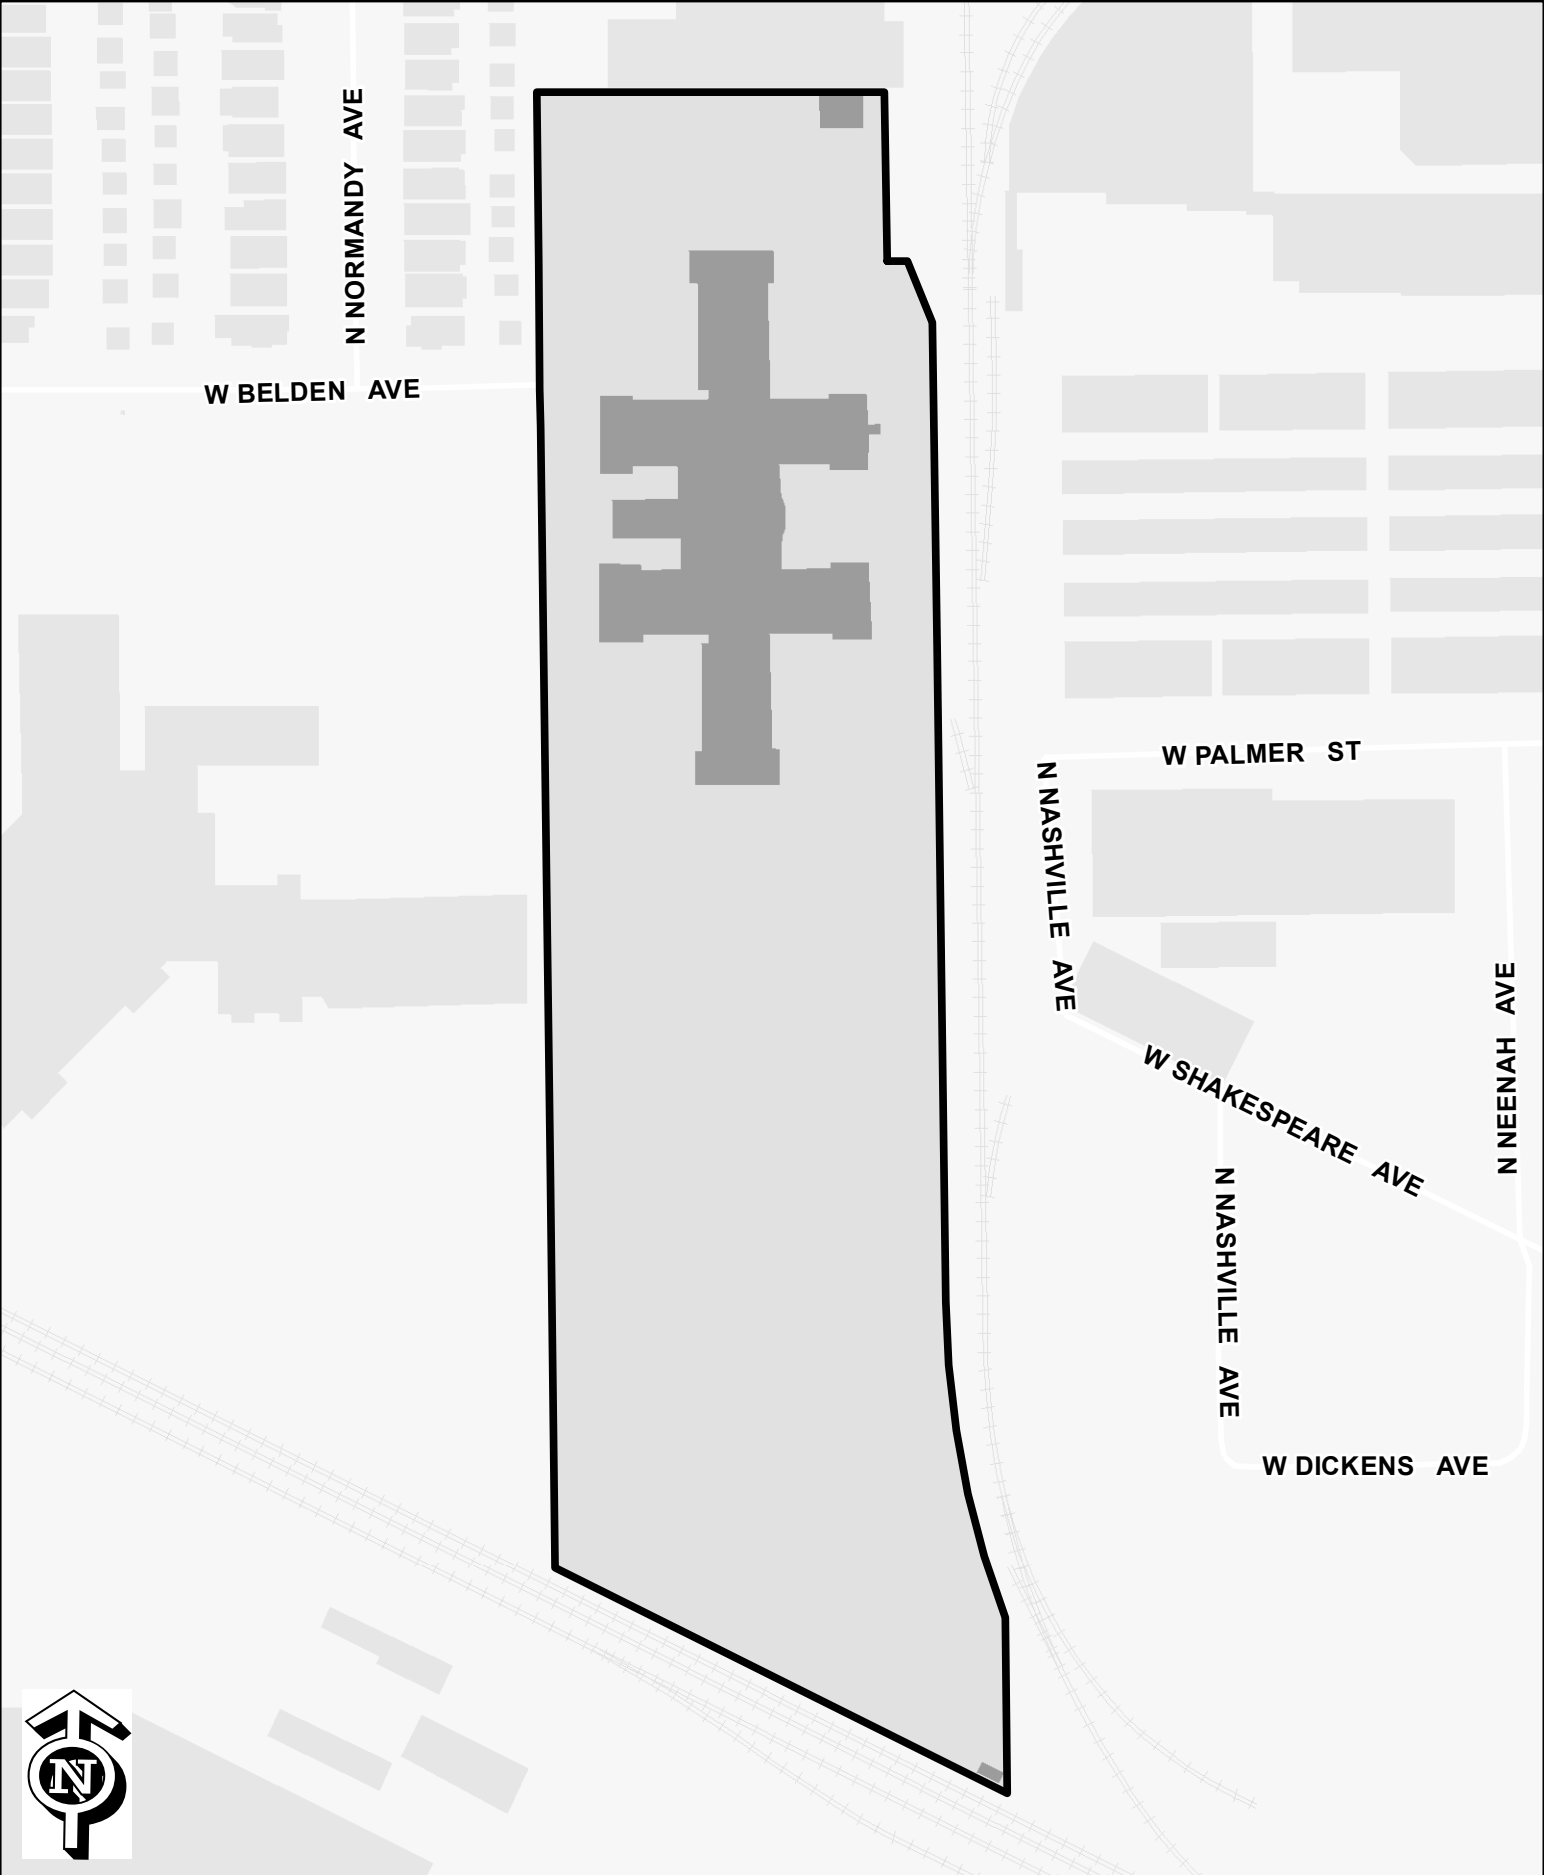 N NORMANDY AVE
W BELDEN AVE
W PALMER ST
N NASHVILLE AVE
N NEENAH AVE
W SHAKESPEARE AVE
N NASHVILLE AVE
W DICKENS AVE
N